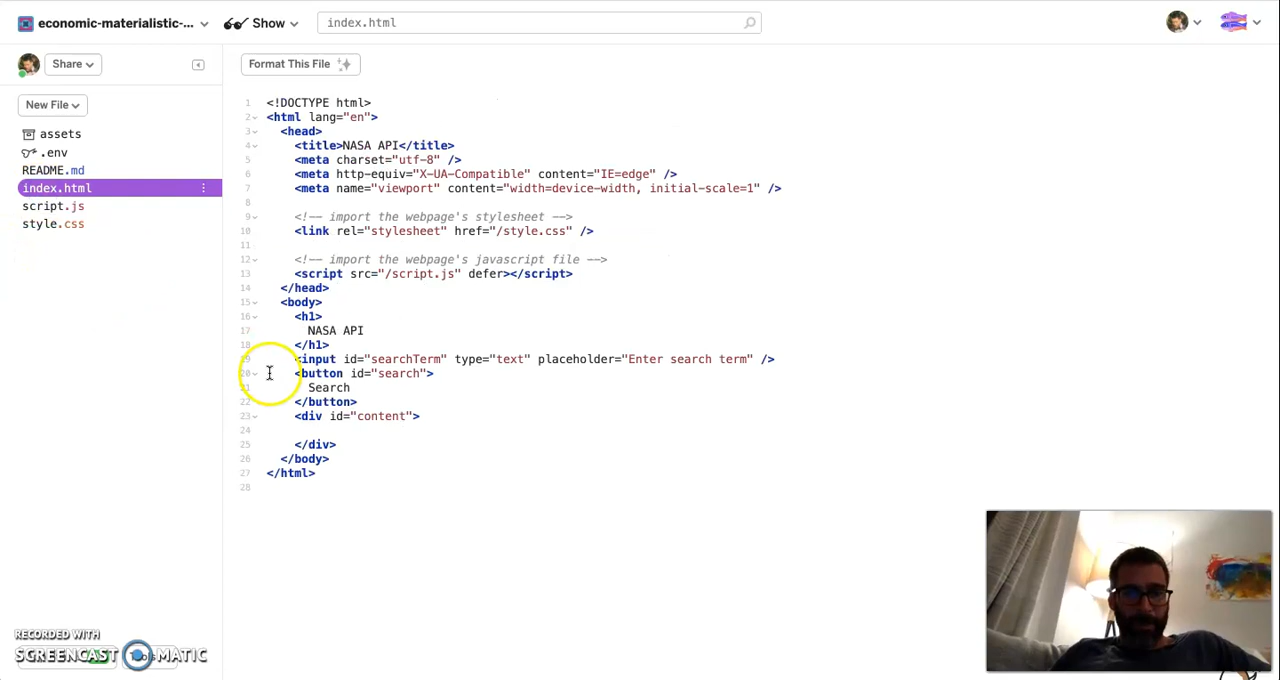 economic-materialistic-...
Show
index.html
Share
Format This File
New File
assets
.env
README.md
index.html
script.js
style.css
1 <!DOCTYPE html>
2 <html lang="en">
3 <head>
4 <title>NASA API</title>
5 <meta charset="utf-8" />
6 <meta http-equiv="X-UA-Compatible" content="IE=edge" />
7 <meta name="viewport" content="width=device-width, initial-scale=1" />
8
9 <!-- import the webpage's stylesheet -->
10 <link rel="stylesheet" href="/style.css" />
11
12 <!-- import the webpage's javascript file -->
13 <script src="/script.js" defer></script>
14 </head>
15 <body>
16 <h1>
17 NASA API
18 </h1>
19 <input id="searchTerm" type="text" placeholder="Enter search term" />
20 <button id="search">
21 Search
22 </button>
23 <div id="content">
24
25 </div>
26 </body>
27 </html>
28
RECORDED WITH
SCREENCAST MATIC